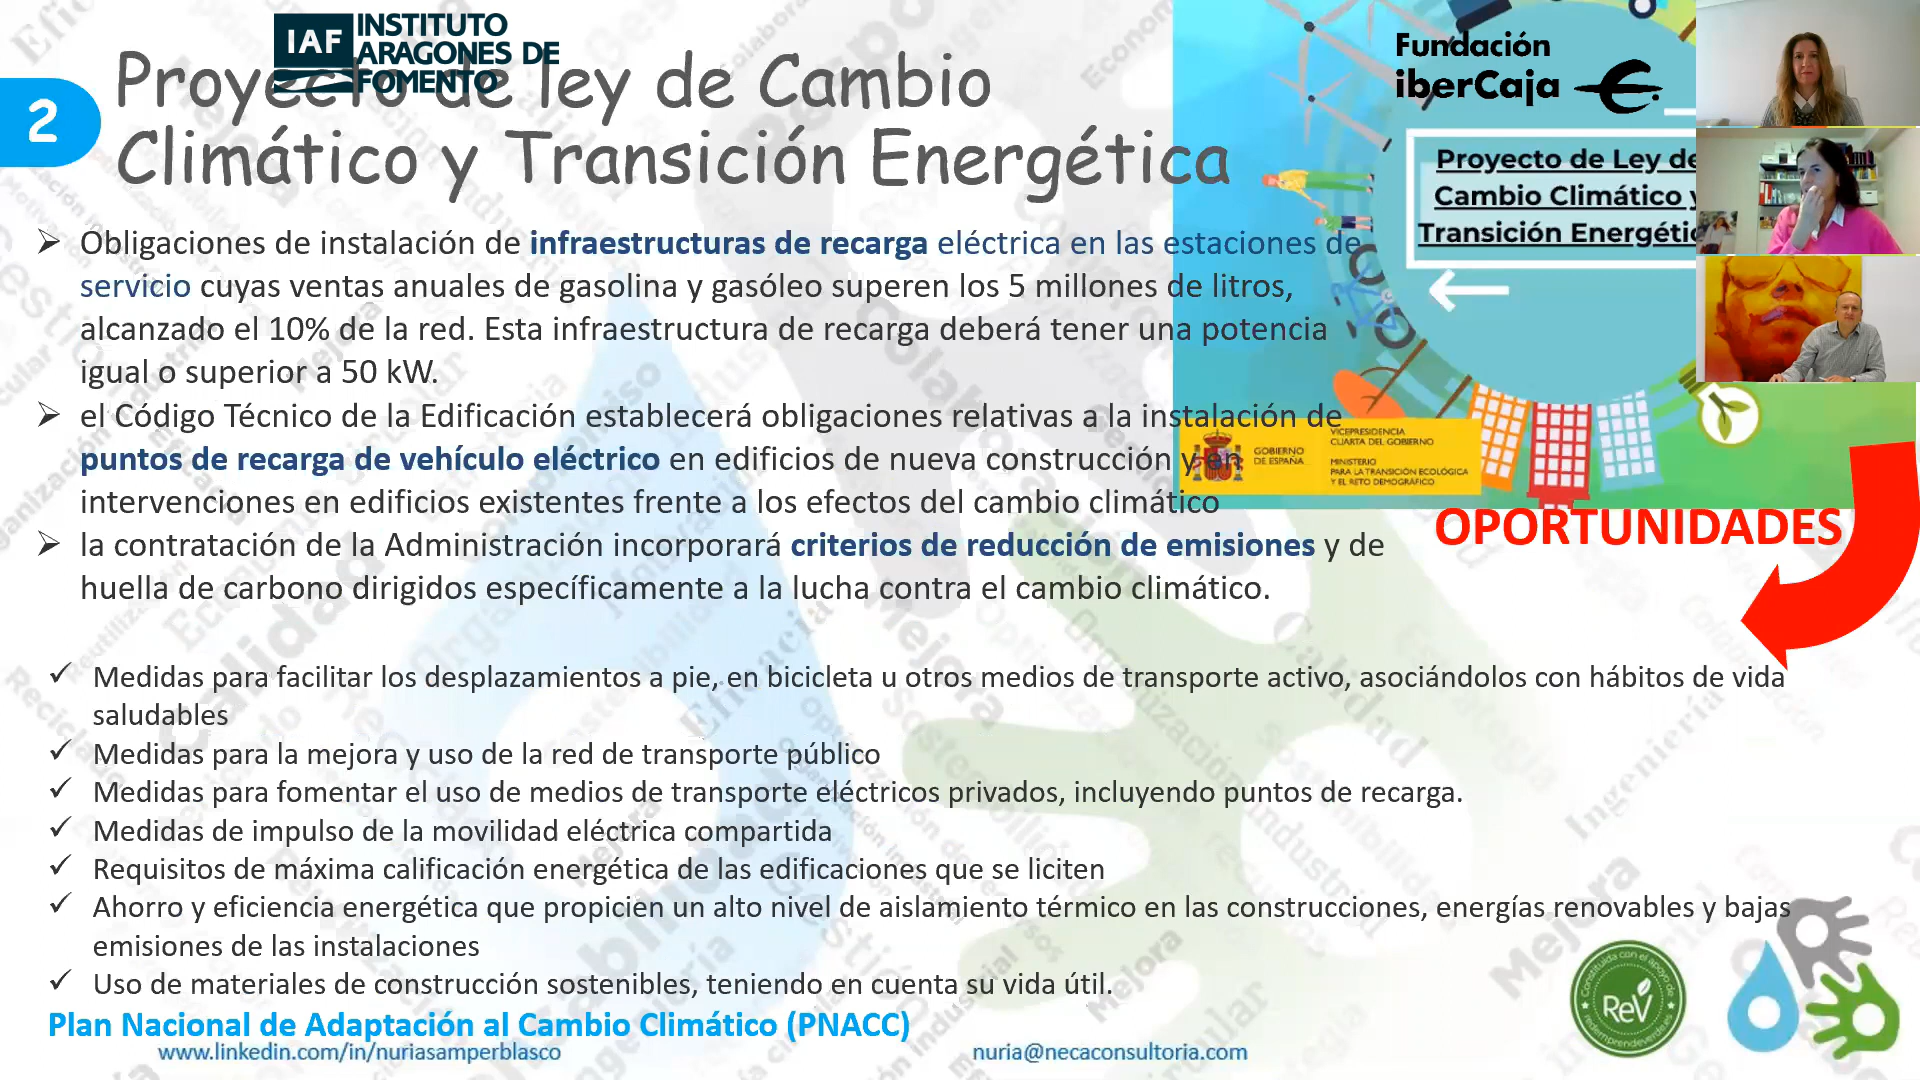 INSTITUTO
IAF ARAGONES DE
FOMENTO
2
Proyecto de ley de Cambio
Climático y Transición Energética
Fundación
iberCaja
Proyecto de Ley de
Cambio Climático y
Transición Energétic
➢ Obligaciones de instalación de infraestructuras de recarga eléctrica en las estaciones de
servicio cuyas ventas anuales de gasolina y gasóleo superen los 5 millones de litros,
alcanzado el 10% de la red. Esta infraestructura de recarga deberá tener una potencia
igual o superior a 50 kW.
➢ el Código Técnico de la Edificación establecerá obligaciones relativas a la instalación de
puntos de recarga de vehículo eléctrico en edificios de nueva construcción y en
intervenciones en edificios existentes frente a los efectos del cambio climático
➢ la contratación de la Administración incorporará criterios de reducción de emisiones y de
huella de carbono dirigidos específicamente a la lucha contra el cambio climático.
GOBIERNO
DE ESPAÑA
VICEPRESIDENCIA
CUARTA DEL GOBIERNO
MINISTERIO
PARA LA TRANSICIÓN ECOLÓGICA
Y EL RETO DEMOGRÁFICO
OPORTUNIDADES
✓ Medidas para facilitar los desplazamientos a pie, en bicicleta u otros medios de transporte activo, asociándolos con hábitos de vida
saludables
✓ Medidas para la mejora y uso de la red de transporte público
✓ Medidas para fomentar el uso de medios de transporte eléctricos privados, incluyendo puntos de recarga.
✓ Medidas de impulso de la movilidad eléctrica compartida
✓ Requisitos de máxima calificación energética de las edificaciones que se liciten
✓ Ahorro y eficiencia energética que propicien un alto nivel de aislamiento térmico en las construcciones, energías renovables y bajas
emisiones de las instalaciones
✓ Uso de materiales de construcción sostenibles, teniendo en cuenta su vida útil.
Plan Nacional de Adaptación al Cambio Climático (PNACC)
www.linkedin.com/in/nuriasamperblasco
nuria@necaconsultoria.com
Constituida con el apoyo de
ReV
redemprendeverde.es